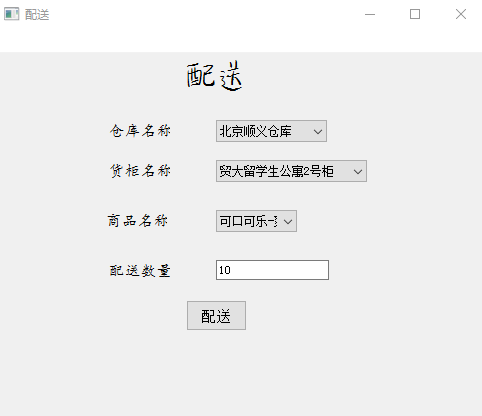 配送
配送
仓库名称 北京顺义仓库
货柜名称 贸大留学生公寓2号柜
商品名称 可口可乐-
配送数量 10
配送